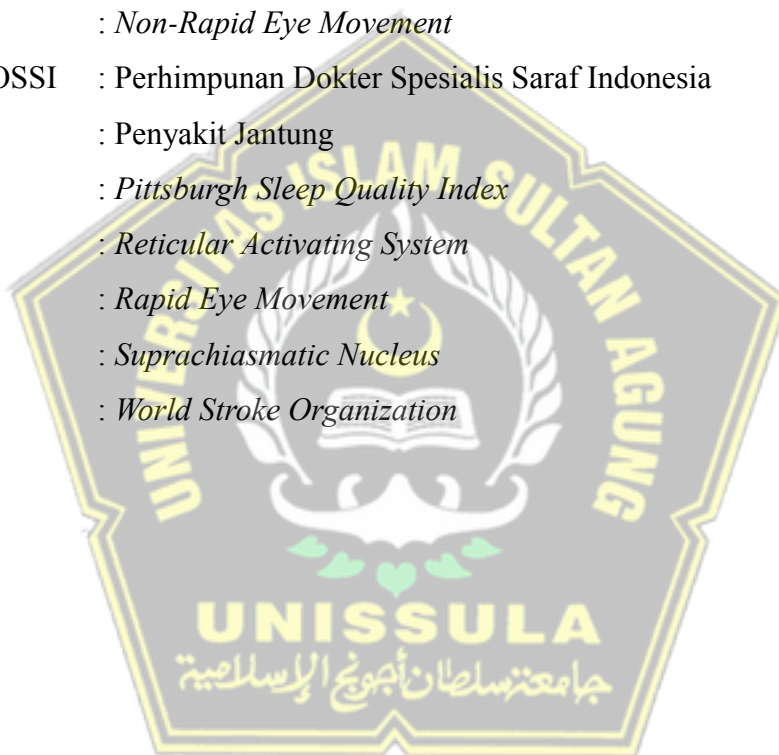 : Non-Rapid Eye Movement
OSSI : Perhimpunan Dokter Spesialis Saraf Indonesia
: Penyakit Jantung
: Pittsburgh Sleep Quality Index
: Reticular Activating System
: Rapid Eye Movement
: Suprachiasmatic Nucleus
: World Stroke Organization
UNIVERSITAS ISLAM SULTAN AGUNG
UNISSULA
جامعة سلطان أجونج الإسلامية